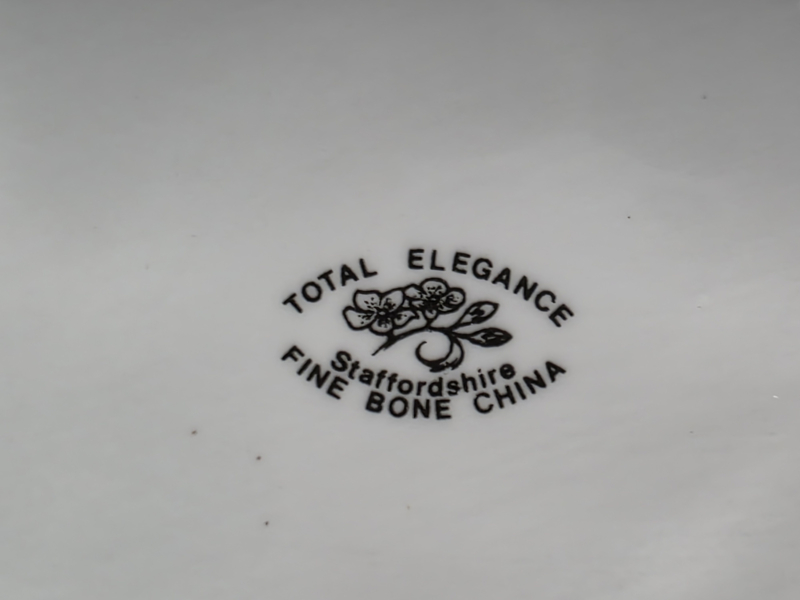 TOTAL ELEGANCE
Staffordshire
FINE BONE CHINA